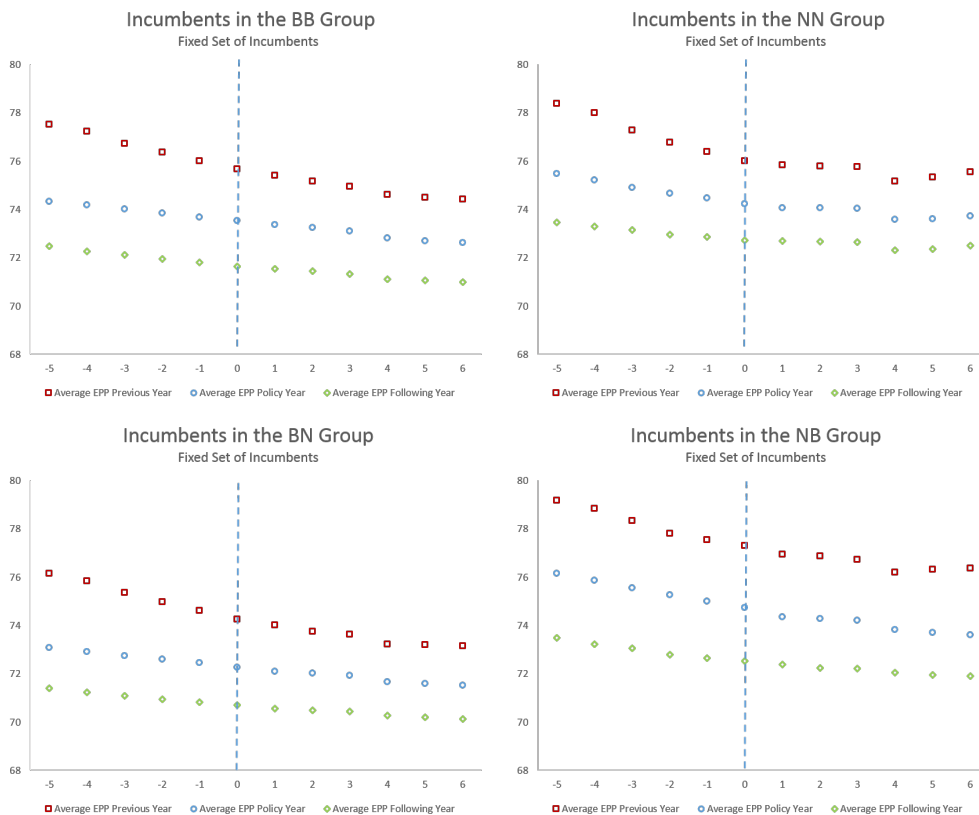 Incumbents in the BB Group
Fixed Set of Incumbents
80
78
76
74
72
70
68
-5 -4 -3 -2 -1 0 1 2 3 4 5 6
Average EPP Previous Year Average EPP Policy Year Average EPP Following Year
Incumbents in the NN Group
Fixed Set of Incumbents
80
78
76
74
72
70
68
-5 -4 -3 -2 -1 0 1 2 3 4 5 6
Average EPP Previous Year Average EPP Policy Year Average EPP Following Year
Incumbents in the BN Group
Fixed Set of Incumbents
80
78
76
74
72
70
68
-5 -4 -3 -2 -1 0 1 2 3 4 5 6
Average EPP Previous Year Average EPP Policy Year Average EPP Following Year
Incumbents in the NB Group
Fixed Set of Incumbents
80
78
76
74
72
70
68
-5 -4 -3 -2 -1 0 1 2 3 4 5 6
Average EPP Previous Year Average EPP Policy Year Average EPP Following Year